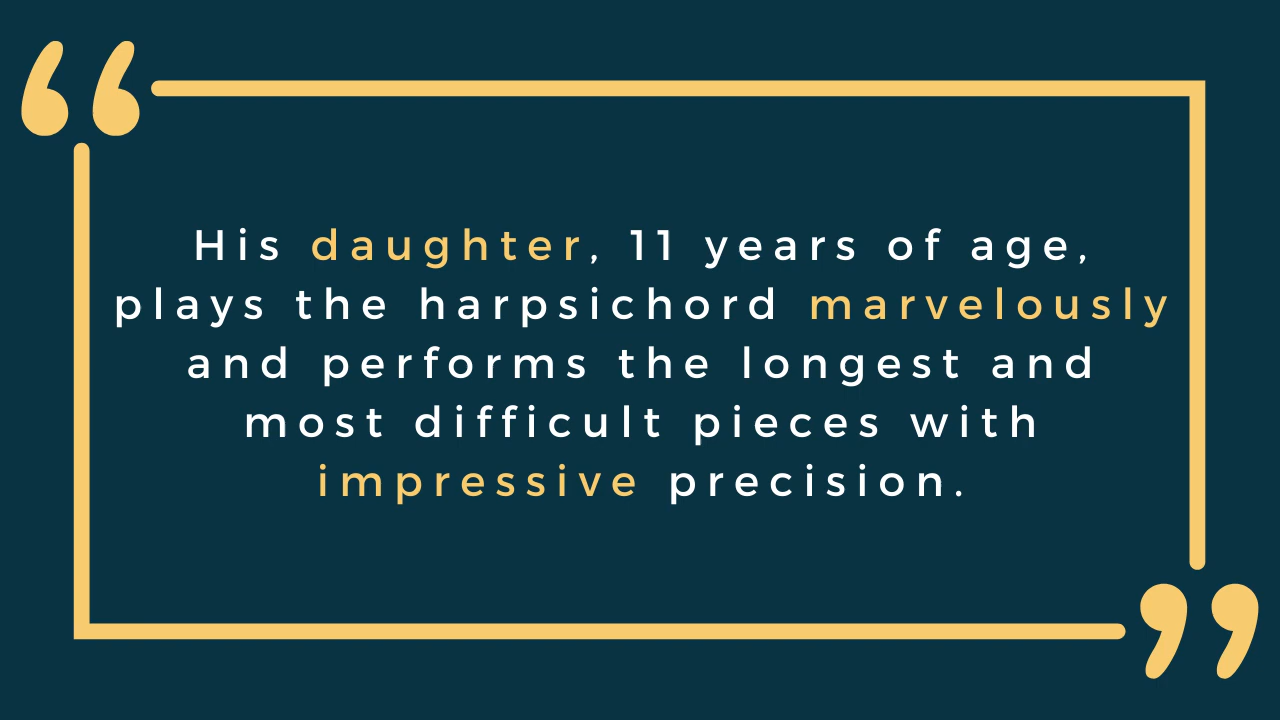 His daughter, 11 years of age,
plays the harpsichord marvelously
and performs the longest and
most difficult pieces with
impressive precision.